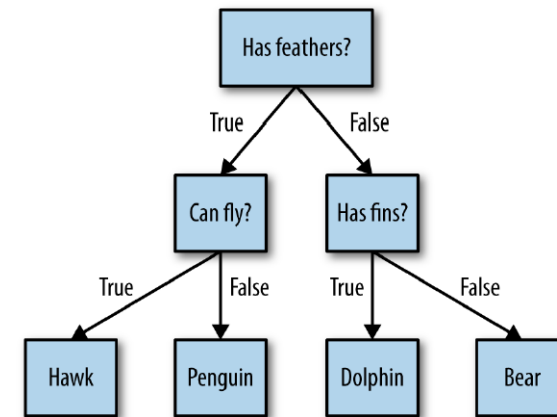 Has feathers?
True
False
Can fly?
Has fins?
True
False
True
False
Hawk
Penguin
Dolphin
Bear